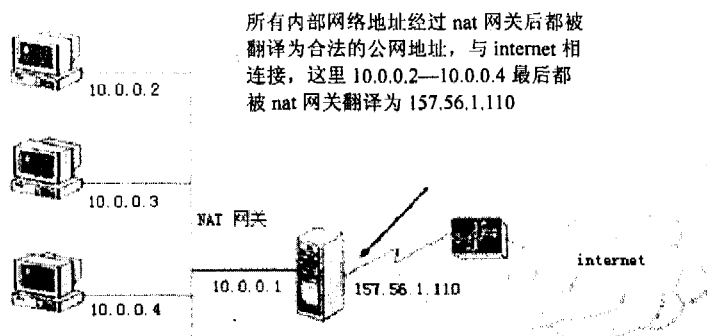 所有内部网络地址经过 nat 网关后都被
翻译为合法的公网地址，与 internet 相
连接，这里 10.0.0.2—10.0.0.4 最后都
被 nat 网关翻译为 157.56.1.110
10.0.0.2
10.0.0.3
NAT 网关
internet
10.0.0.1
157.56.1.110
10.0.0.4